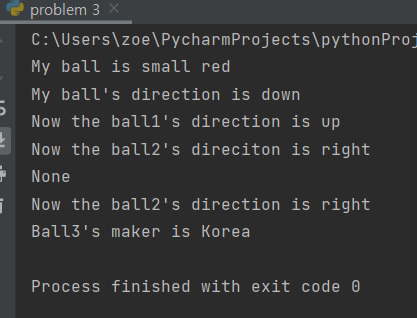 problem 3
C:\Users\zoe\PycharmProjects\pythonProj
My ball is small red
My ball's direction is down
Now the ball1's direction is up
Now the ball2's direciton is right
None
Now the ball2's direction is right
Ball3's maker is Korea
Process finished with exit code 0